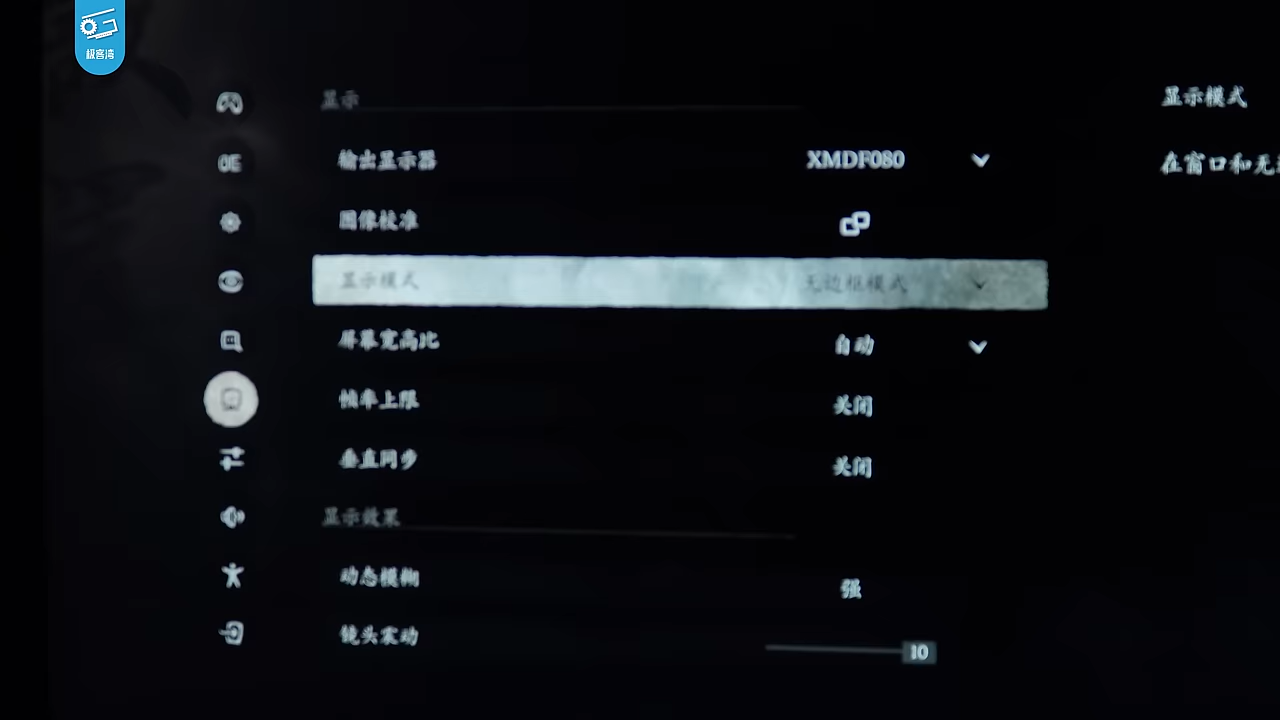 极客湾
显示
输出显示器 XMDF080
图像校准
显示模式 无边框模式
屏幕宽高比 自动
帧率上限 关闭
垂直同步 关闭
显示效果
动态模糊 强
镜头震动 10
显示模式
在窗口和无